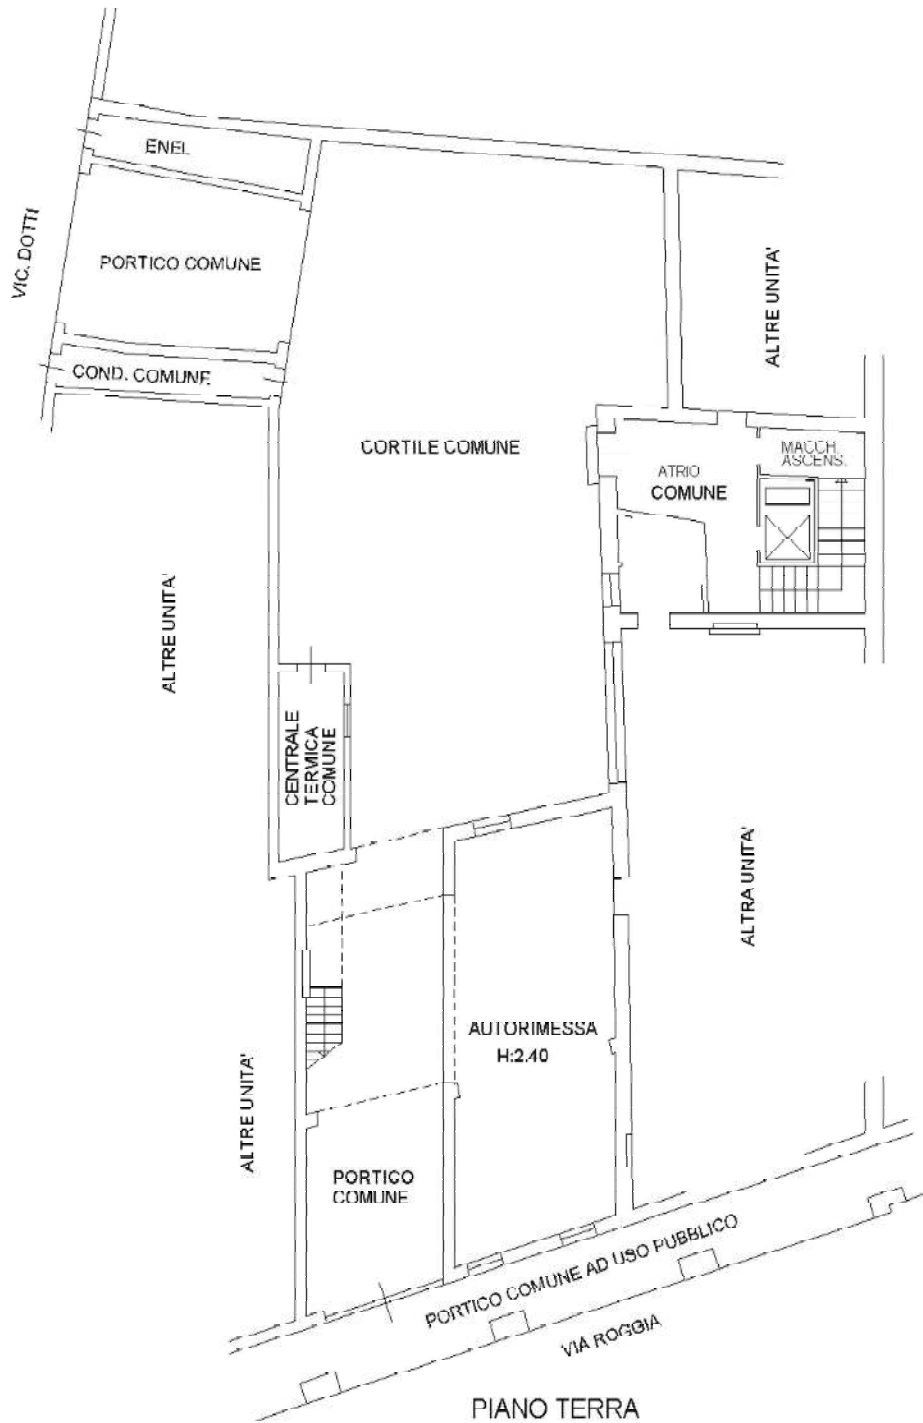 ENEL
VIC. DOTTI
PORTICO COMUNE
COND. COMUNE
ALTRE UNITA'
CORTILE COMUNE
MACCH.
ASCENS.
ATRIO
COMUNE
ALTRE UNITA'
CENTRALE
TERMICA
COMUNE
ALTRA UNITA'
AUTORIMESSA
H:2.40
ALTRE UNITA'
PORTICO
COMUNE
PORTICO COMUNE AD USO PUBBLICO
VIA ROGGIA
PIANO TERRA